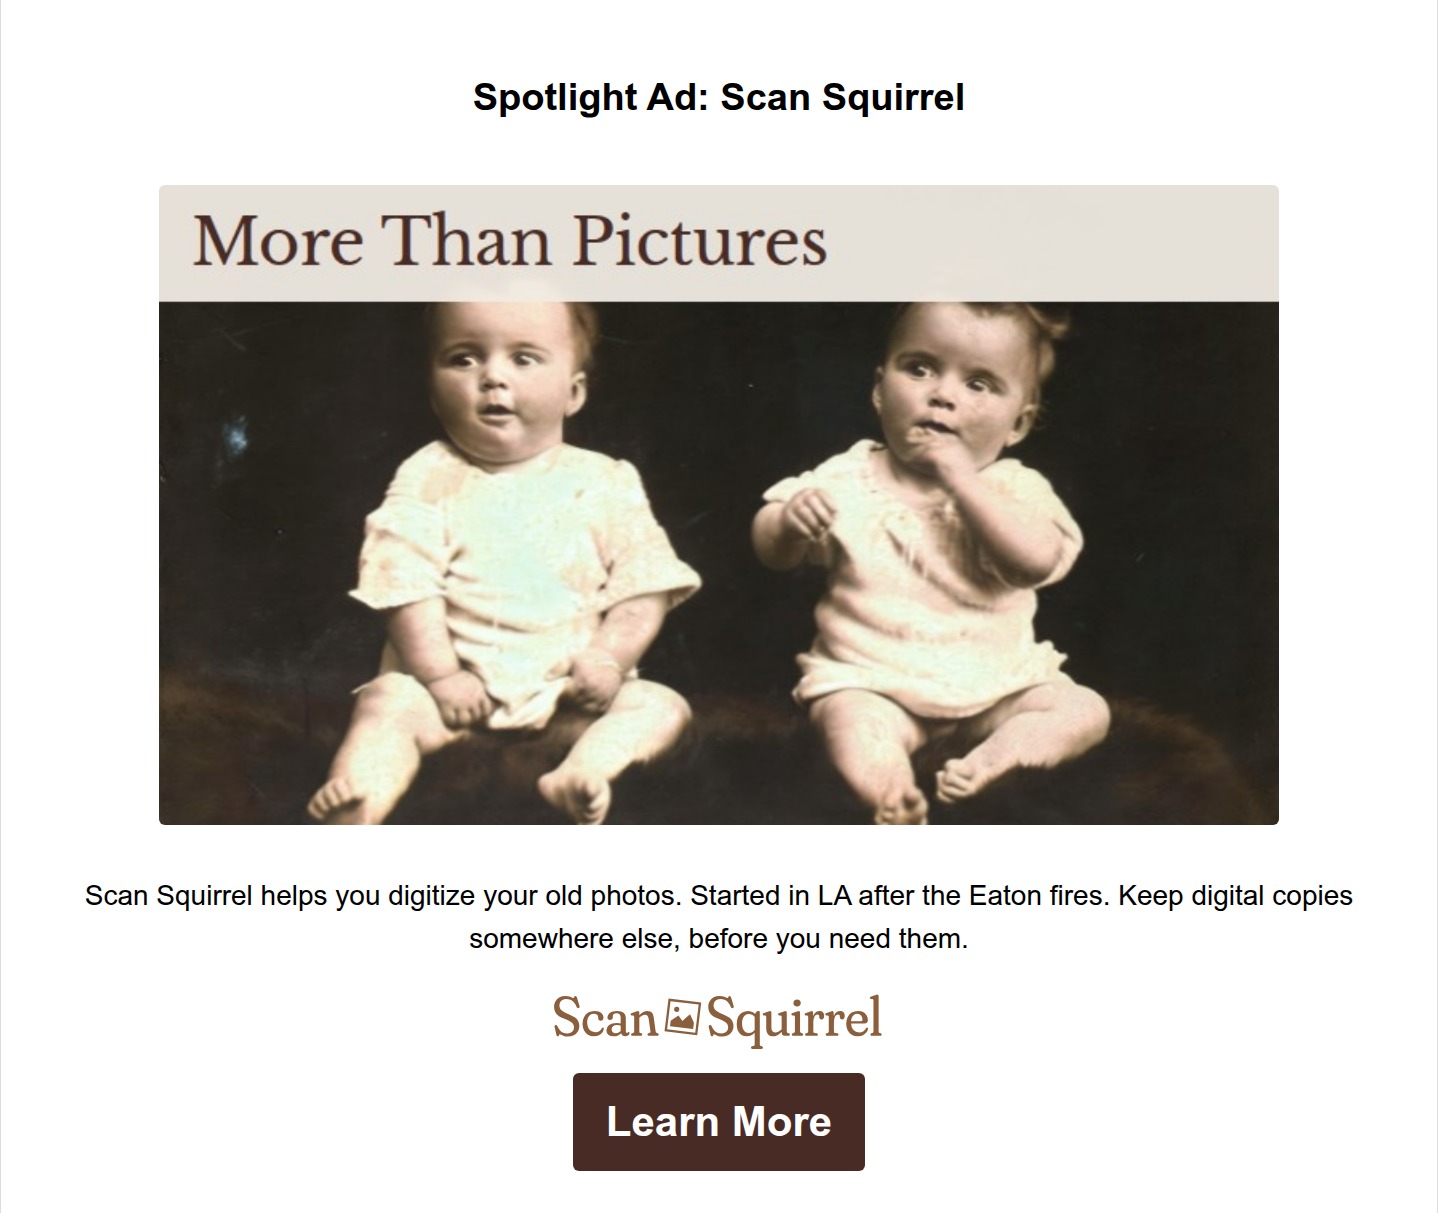 Spotlight Ad: Scan Squirrel
More Than Pictures
Scan Squirrel helps you digitize your old photos. Started in LA after the Eaton fires. Keep digital copies
somewhere else, before you need them.
Scan Squirrel
Learn More